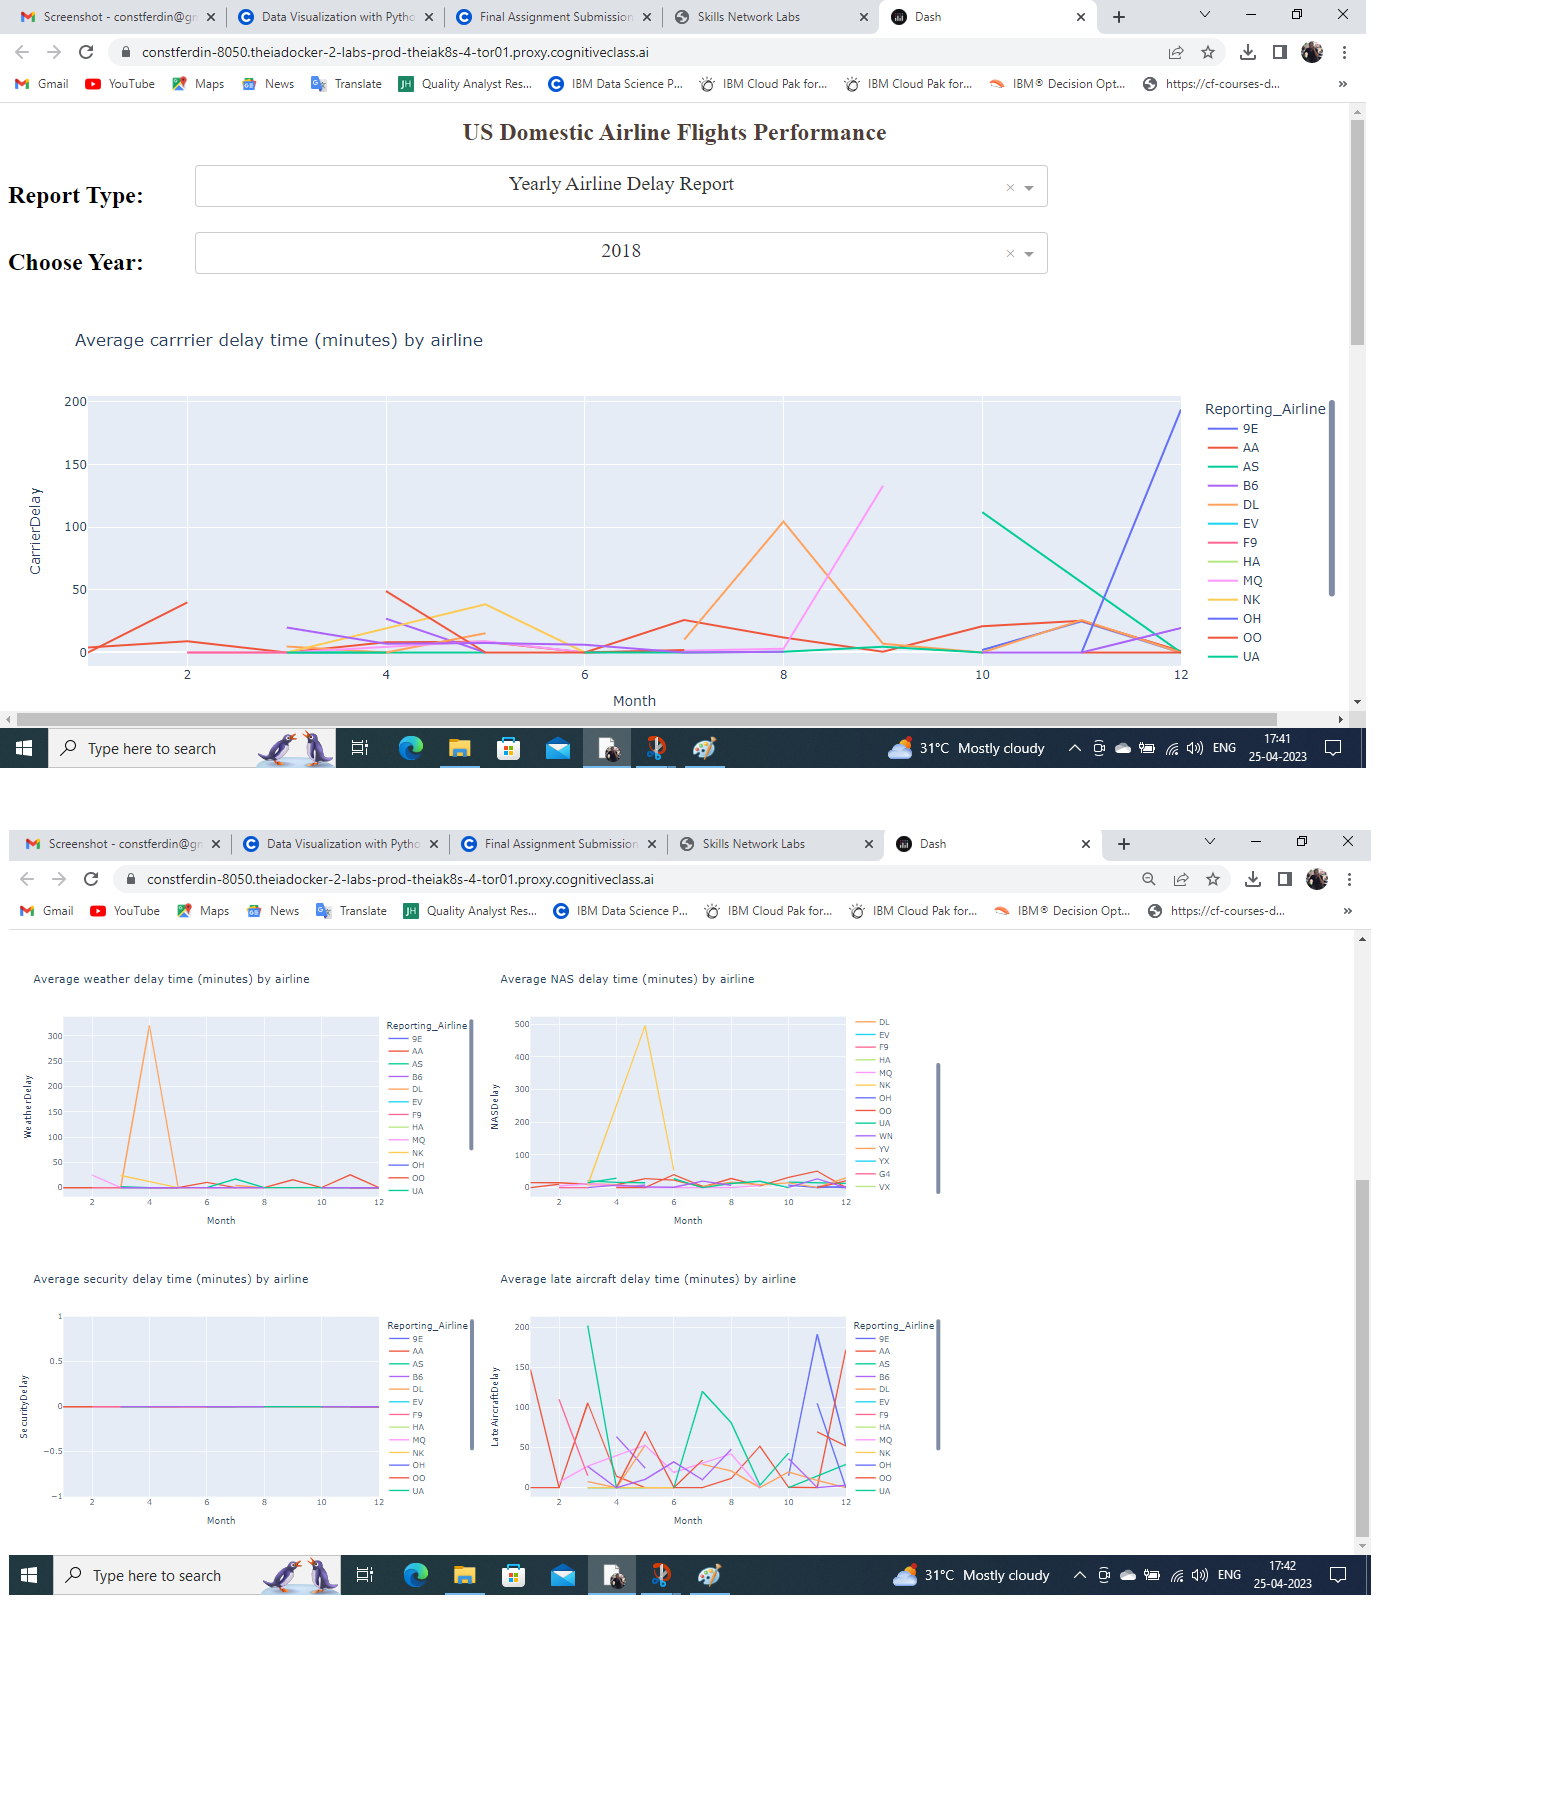 Screenshot - constferdin@gm
Data Visualization with Pytho
Final Assignment Submission
Skills Network Labs
Dash
constferdin-8050.theiadocker-2-labs-prod-theiak8s-4-tor01.proxy.cognitiveclass.ai
Gmail
YouTube
Maps
News
Translate
Quality Analyst Res...
IBM Data Science P...
IBM Cloud Pak for...
IBM Cloud Pak for...
IBM® Decision Opt...
https://cf-courses-d...
»
US Domestic Airline Flights Performance
Report Type:
Yearly Airline Delay Report
Choose Year:
2018
Average carrrier delay time (minutes) by airline
200
150
100
50
0
CarrierDelay
2
4
6
8
10
12
Month
Reporting_Airline
9E
AA
AS
B6
DL
EV
F9
HA
MQ
NK
OH
OO
UA
Type here to search
31°C Mostly cloudy
ENG
17:41
25-04-2023
Screenshot - constferdin@gm
Data Visualization with Pytho
Final Assignment Submission
Skills Network Labs
Dash
constferdin-8050.theiadocker-2-labs-prod-theiak8s-4-tor01.proxy.cognitiveclass.ai
Gmail
YouTube
Maps
News
Translate
Quality Analyst Res...
IBM Data Science P...
IBM Cloud Pak for...
IBM Cloud Pak for...
IBM® Decision Opt...
https://cf-courses-d...
»
Average weather delay time (minutes) by airline
300
250
200
150
100
50
0
WeatherDelay
2
4
6
8
10
12
Month
Reporting_Airline
9E
AA
AS
B6
DL
EV
F9
HA
MQ
NK
OH
OO
UA
Average NAS delay time (minutes) by airline
500
400
300
200
100
0
NASDelay
2
4
6
8
10
12
Month
DL
EV
F9
HA
MQ
NK
OH
OO
UA
WN
YV
YX
G4
VX
Average security delay time (minutes) by airline
1
0.5
0
−0.5
−1
SecurityDelay
2
4
6
8
10
12
Month
Reporting_Airline
9E
AA
AS
B6
DL
EV
F9
HA
MQ
NK
OH
OO
UA
Average late aircraft delay time (minutes) by airline
200
150
100
50
0
LateAircraftDelay
2
4
6
8
10
12
Month
Reporting_Airline
9E
AA
AS
B6
DL
EV
F9
HA
MQ
NK
OH
OO
UA
Type here to search
31°C Mostly cloudy
ENG
17:42
25-04-2023